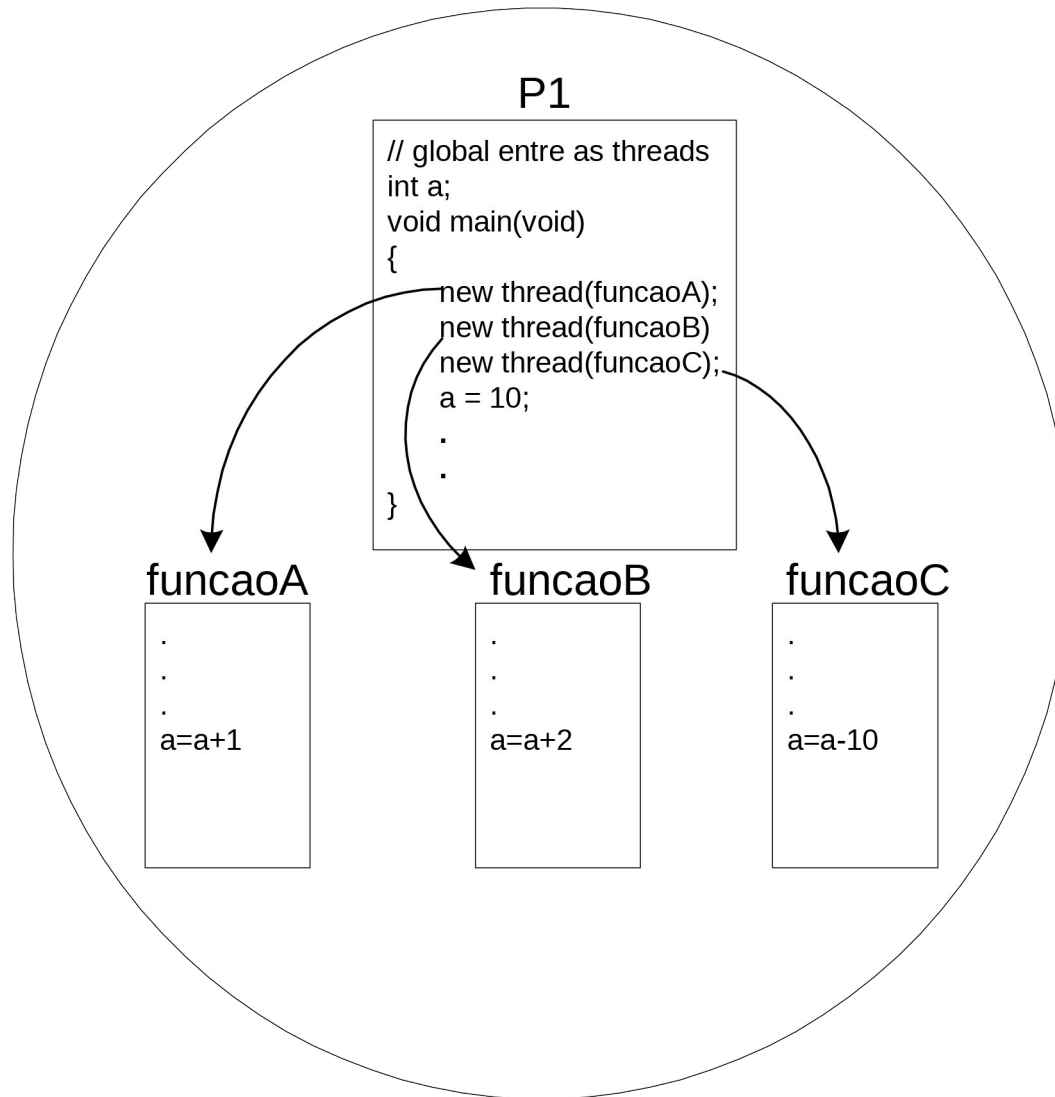 P1
// global entre as threads
int a;
void main(void)
{
new thread(funcaoA);
new thread(funcaoB)
new thread(funcaoC);
a = 10;
.
.
}
funcaoA
.
.
.
a=a+1
funcaoB
.
.
.
a=a+2
funcaoC
.
.
.
a=a-10